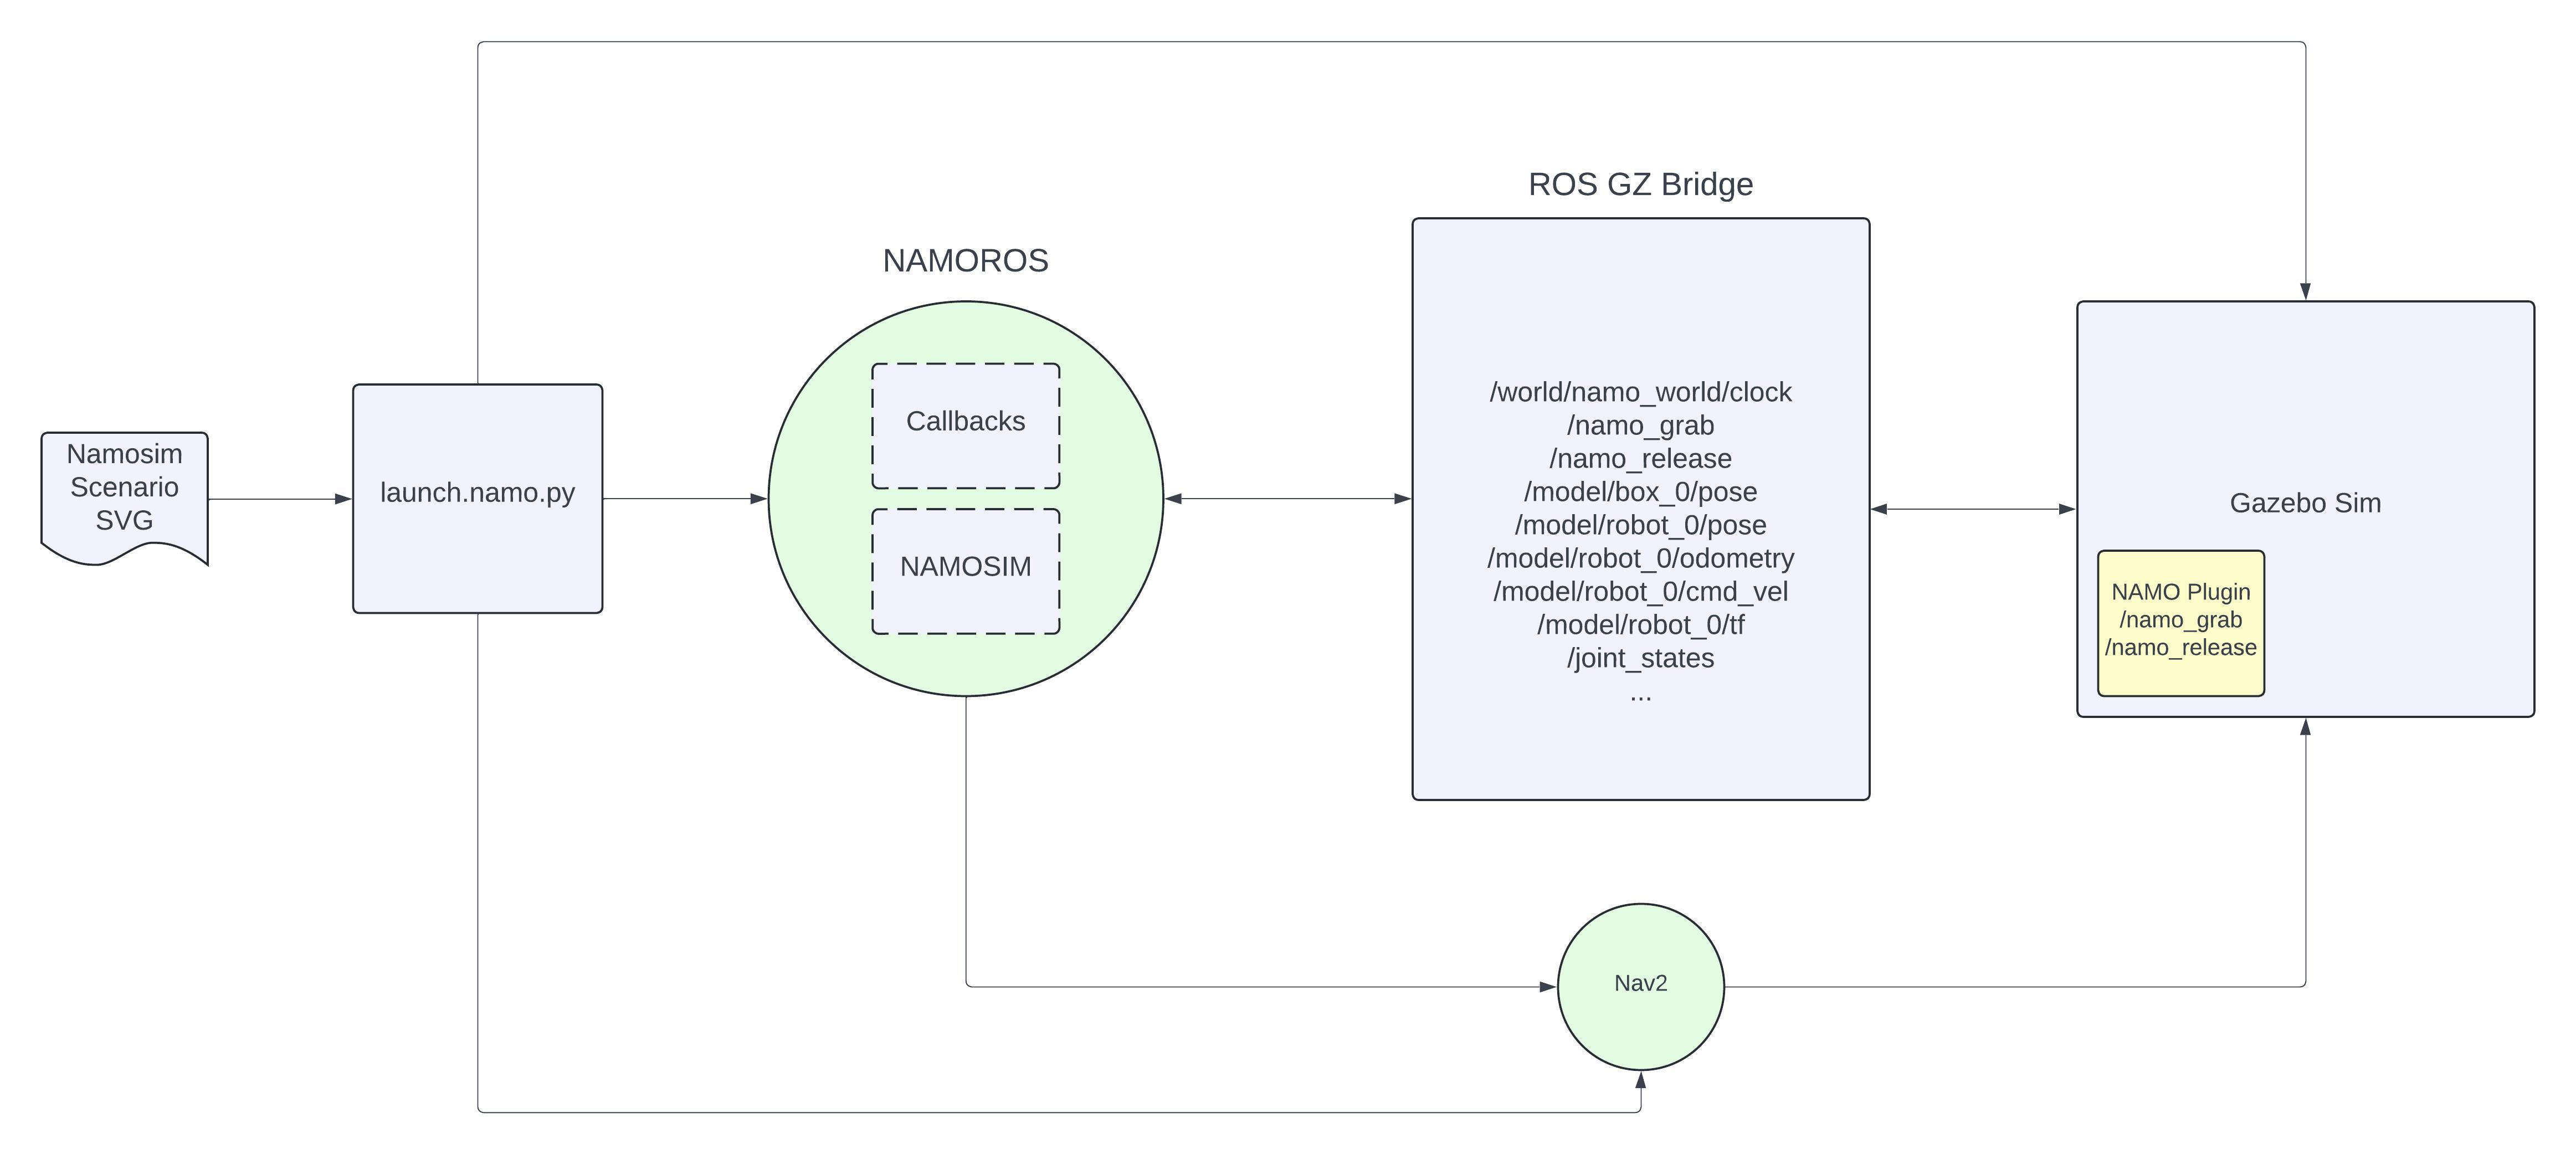 ROS GZ Bridge
NAMOROS
Namosim
Scenario
SVG
launch.namo.py
Callbacks
NAMOSIM
/world/namo_world/clock
/namo_grab
/namo_release
/model/box_0/pose
/model/robot_0/pose
/model/robot_0/odometry
/model/robot_0/cmd_vel
/model/robot_0/tf
/joint_states
...
Gazebo Sim
NAMO Plugin
/namo_grab
/namo_release
Nav2